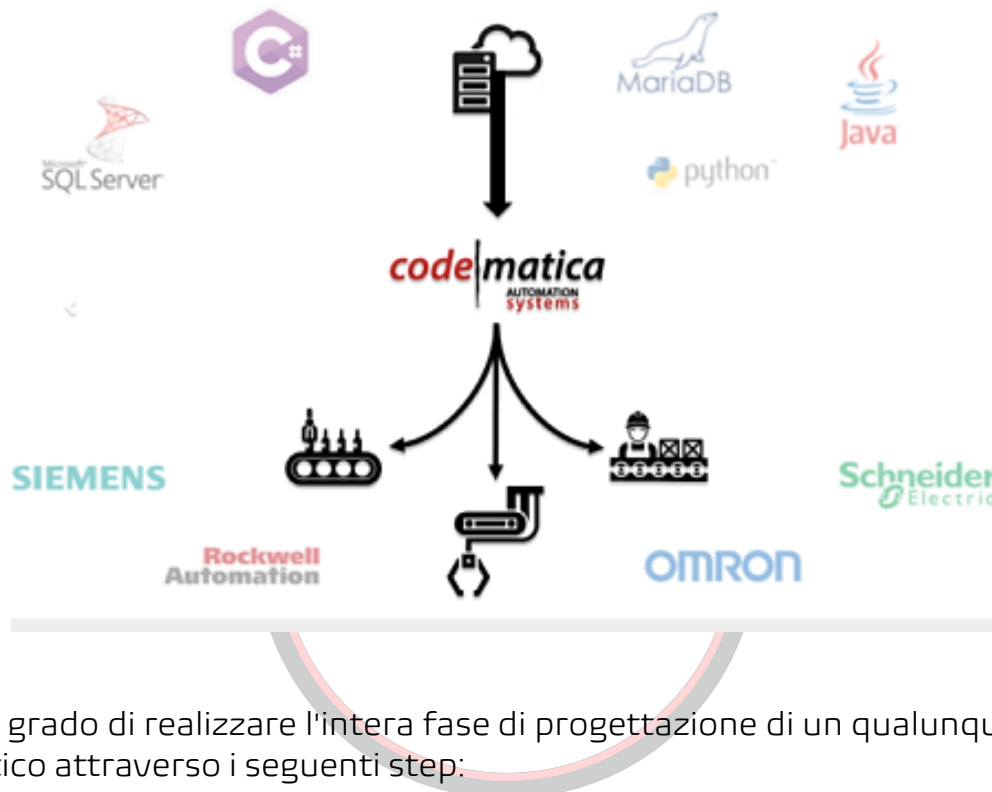 C#
MariaDB
Java
Microsoft
SQL Server
python
code matica
AUTOMATION
systems
SIEMENS
Schneider
Electric
Rockwell
Automation
OMRON
grado di realizzare l'intera fase di progettazione di un qualunqu
tico attraverso i seguenti step: